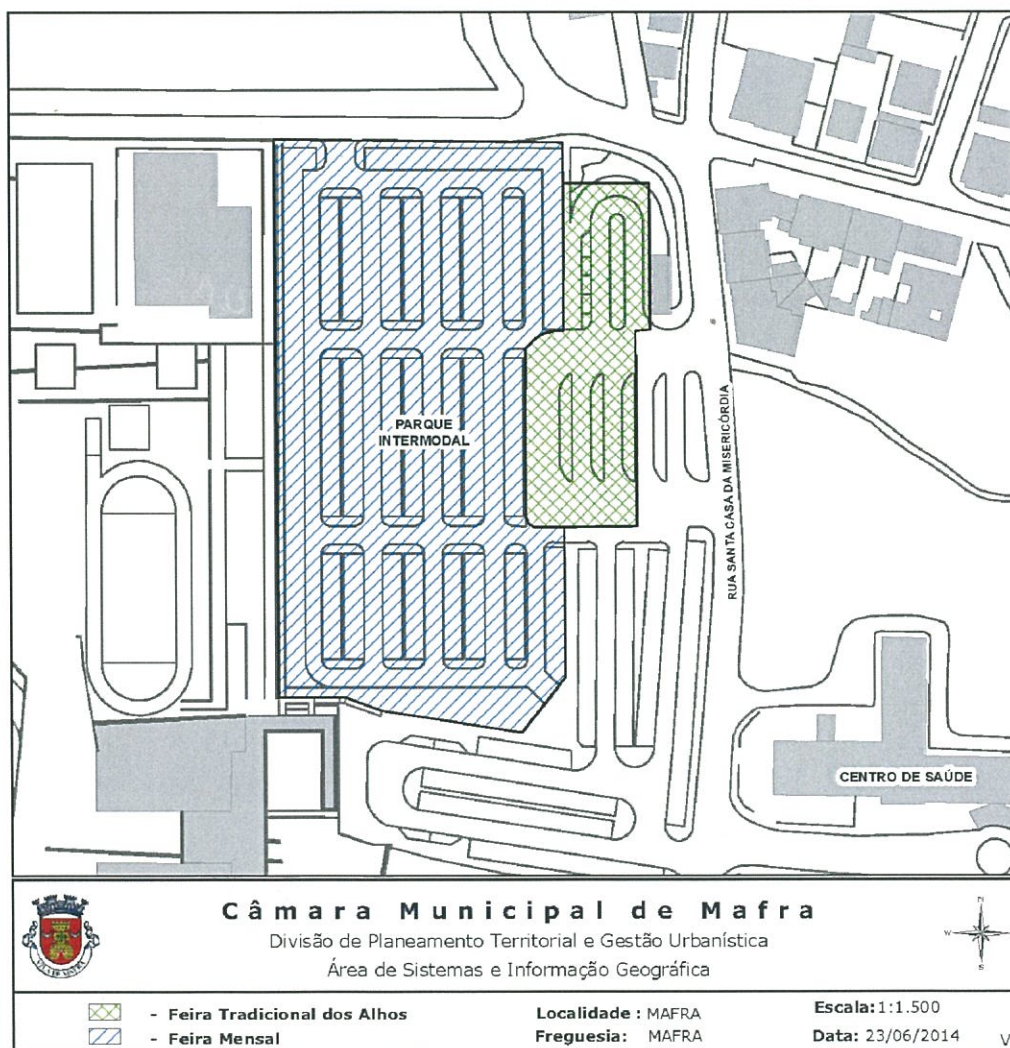 PARQUE
INTERMODAL
RUA SANTA CASA DA MISERICÓRDIA
CENTRO DE SAÚDE
Câmara Municipal de Mafra
Divisão de Planeamento Territorial e Gestão Urbanística
Área de Sistemas e Informação Geográfica
N
W
S
- Feira Tradicional dos Alhos
- Feira Mensal
Localidade : MAFRA
Freguesia: MAFRA
Escala:1:1.500
Data: 23/06/2014
V